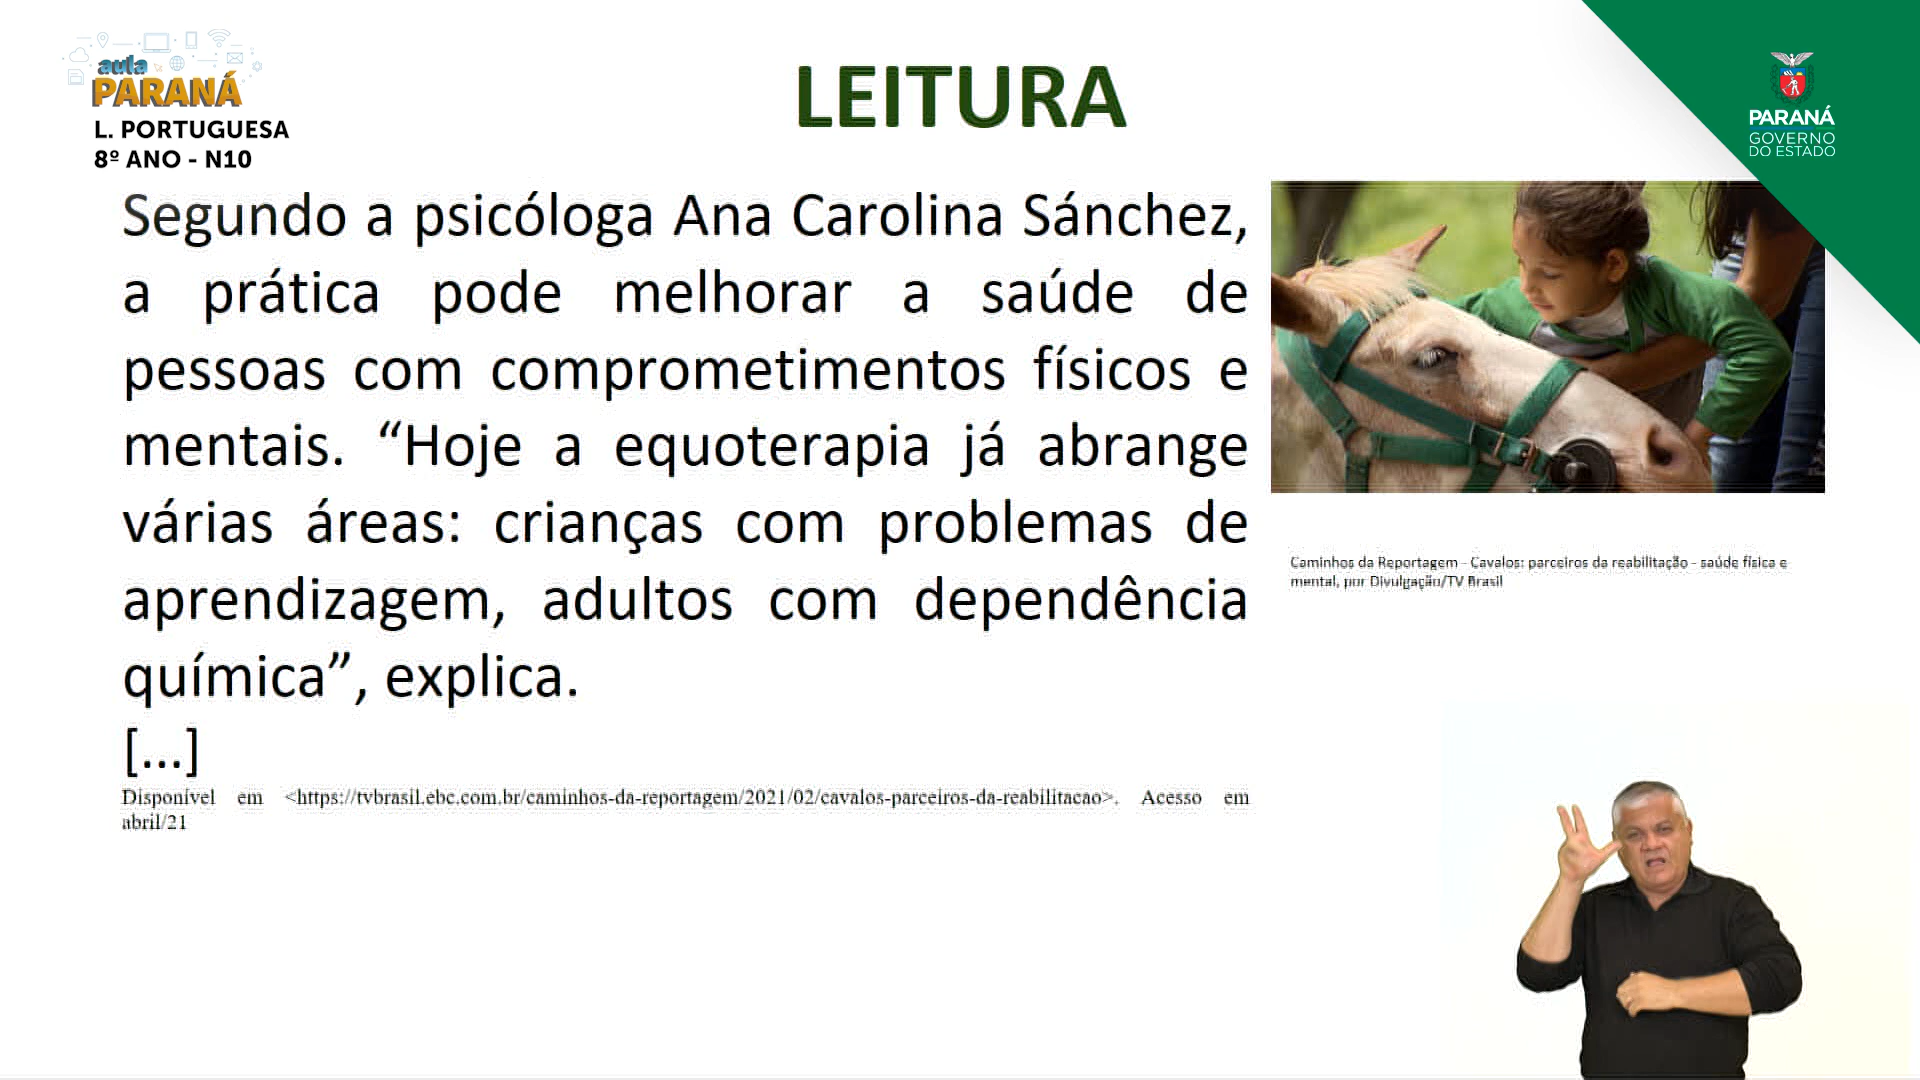 aula
PARANÁ
L. PORTUGUESA
8º ANO - N10
LEITURA
PARANÁ
GOVERNO
DO ESTADO
Segundo a psicóloga Ana Carolina Sánchez,
a prática pode melhorar a saúde de
pessoas com comprometimentos físicos e
mentais. “Hoje a equoterapia já abrange
várias áreas: crianças com problemas de
aprendizagem, adultos com dependência
química”, explica.
[...]
Disponível em <https://tvbrasil.ebc.com.br/caminhos-da-reportagem/2021/02/cavalos-parceiros-da-reabilitacao>. Acesso em
abril/21
Caminhos da Reportagem - Cavalos: parceiros da reabilitação - saúde física e
mental, por Divulgação/TV Brasil